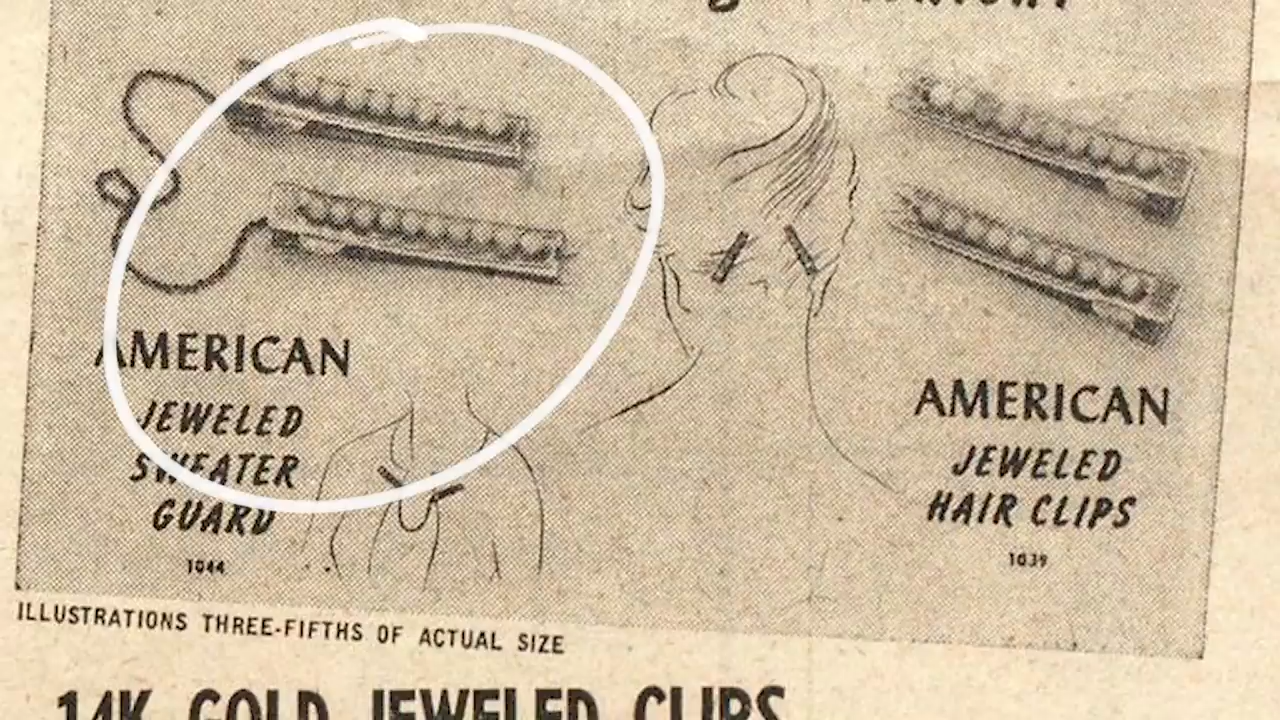 AMERICAN
JEWELED
SWEATER
GUARD
1044
AMERICAN
JEWELED
HAIR CLIPS
1039
ILLUSTRATIONS THREE-FIFTHS OF ACTUAL SIZE
14K GOLD JEWELED CLIPS